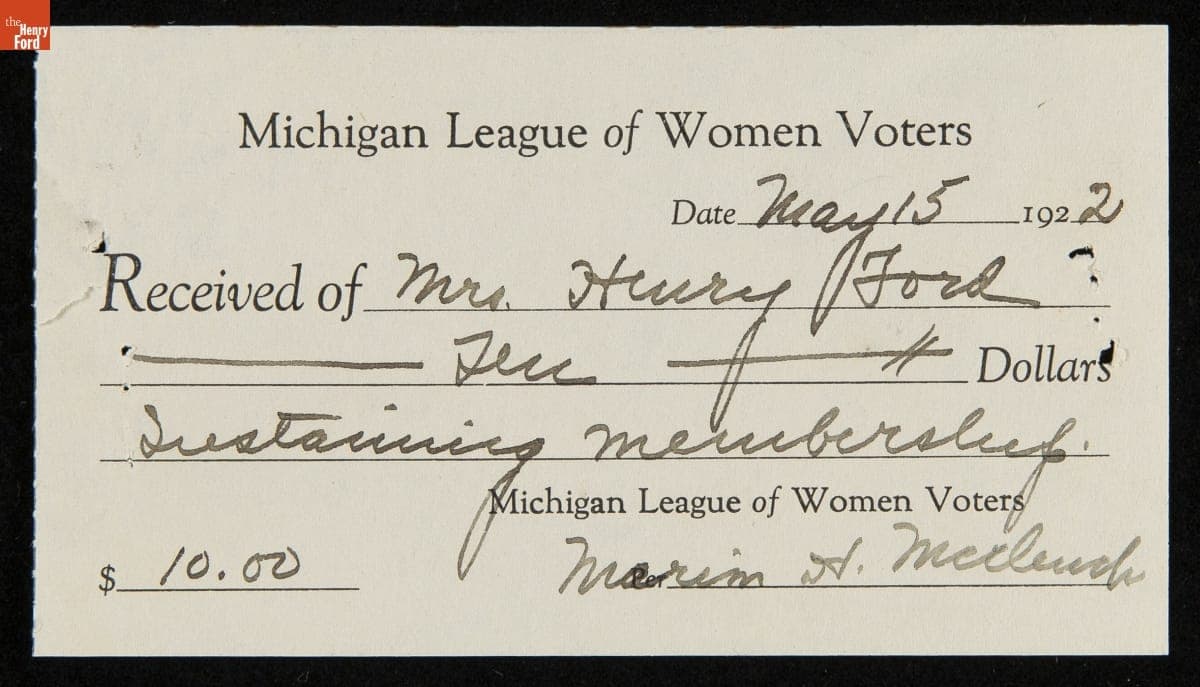 the
Henry
Ford
Michigan League of Women Voters
Date May 15 1922
Received of Mrs. Henry Ford
Ten Dollars
Sustaining membership.
Michigan League of Women Voters
$ 10.00 Per H.